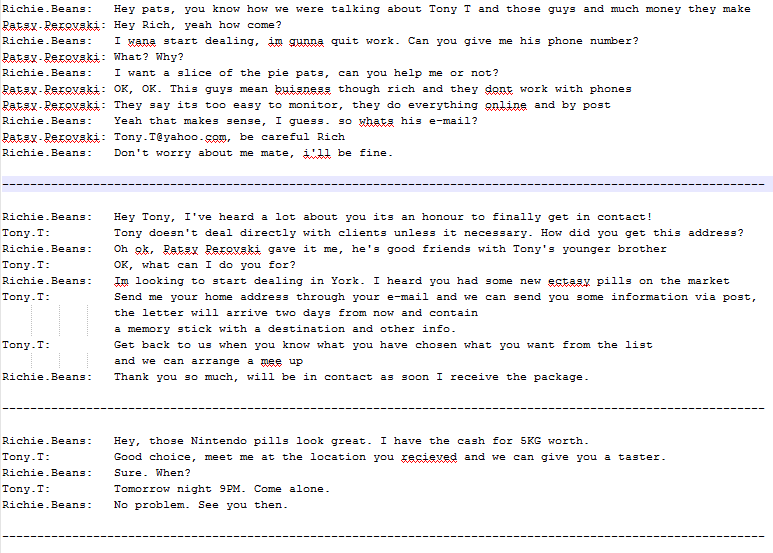 Richie.Beans: Hey pats, you know how we were talking about Tony T and those guys and much money they make
Patsy.Perovski: Hey Rich, yeah how come?
Richie.Beans: I wana start dealing, im gunna quit work. Can you give me his phone number?
Patsy.Perovski: What? Why?
Richie.Beans: I want a slice of the pie pats, can you help me or not?
Patsy.Perovski: OK, OK. This guys mean buisness though rich and they dont work with phones
Patsy.Perovski: They say its too easy to monitor, they do everything online and by post
Richie.Beans: Yeah that makes sense, I guess. so whats his e-mail?
Patsy.Perovski: Tony.T@yahoo.com, be careful Rich
Richie.Beans: Don't worry about me mate, i'll be fine.
Richie.Beans: Hey Tony, I've heard a lot about you its an honour to finally get in contact!
Tony.T: Tony doesn't deal directly with clients unless it necessary. How did you get this address?
Richie.Beans: Oh ok, Patsy Perovski gave it me, he's good friends with Tony's younger brother
Tony.T: OK, what can I do you for?
Richie.Beans: Im looking to start dealing in York. I heard you had some new ectasy pills on the market
Tony.T: Send me your home address through your e-mail and we can send you some information via post,
the letter will arrive two days from now and contain
a memory stick with a destination and other info.
Tony.T: Get back to us when you know what you have chosen what you want from the list
and we can arrange a mee up
Richie.Beans: Thank you so much, will be in contact as soon I receive the package.
Richie.Beans: Hey, those Nintendo pills look great. I have the cash for 5KG worth.
Tony.T: Good choice, meet me at the location you recieved and we can give you a taster.
Richie.Beans: Sure. When?
Tony.T: Tomorrow night 9PM. Come alone.
Richie.Beans: No problem. See you then.